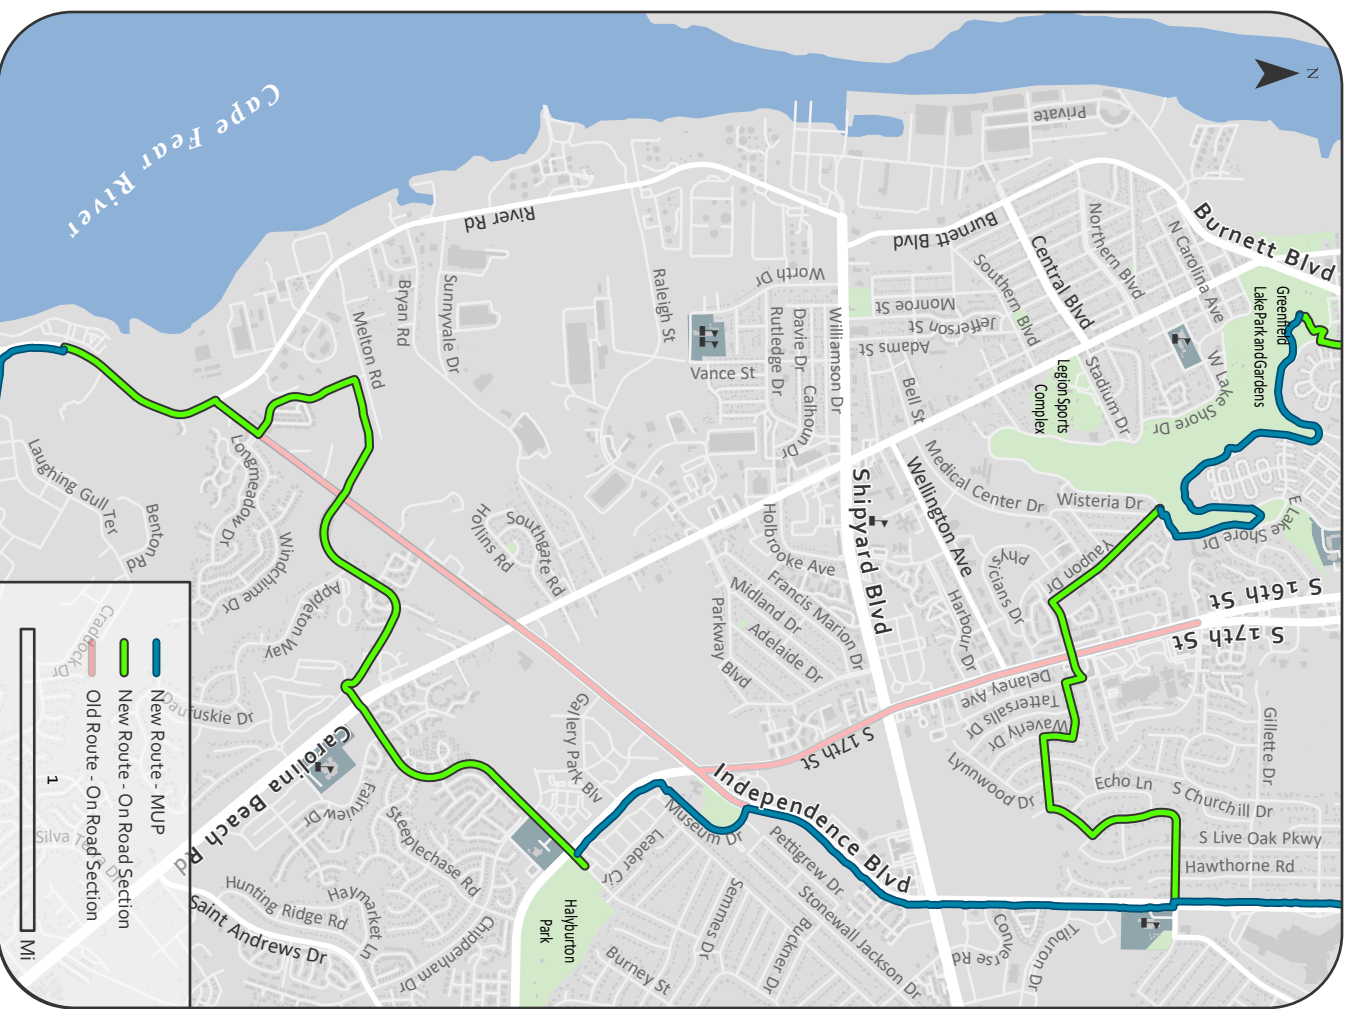 N
Cape Fear River
Private
River Rd
Burnett Blvd
Burnett Blvd
Central Blvd
Northern Blvd
N Carolina Ave
Southern Blvd
Greenfield
Lake Park and Gardens
Monroe St
Jefferson St
Adams St
Worth Dr
Raleigh St
Sunnyvale Dr
Bryan Rd
Melton Rd
Vance St
Rutledge Dr
Davie Dr
Calhoun Dr
Williamson Dr
Bell St
Legion Sports
Complex
Stadium Dr
W Lake Shore Dr
E Lake Shore Dr
Medical Center Dr
Wisteria Dr
Wellington Ave
Shipyard Blvd
Yaupon Dr
Physicians Dr
Harbour Dr
S 16th St
S 17th St
Laughing Gull Ter
Benton Rd
Longmeadow Dr
Windchime Dr
Appleton Way
Hollins Rd
Southgate Rd
Holbrooke Ave
Francis Marion Dr
Midland Dr
Adelaide Dr
Parkway Blvd
Delaney Ave
Tattersalls Dr
Waverly Dr
Lynnwood Dr
Echo Ln
S Churchill Dr
Gillette Dr
S Live Oak Pkwy
Hawthorne Rd
S 17th St
Independence Blvd
Gallery Park Blv
Museum Dr
Leader Cir
Pettigrew Dr
Stonewall Jackson Dr
Semmes Dr
Buckner Dr
Burney St
Converse Rd
Tiburon Dr
Halyburton
Park
Carolina Beach Rd
Fairview Dr
Steeplechase Rd
Haymarket Ln
Hunting Ridge Rd
Saint Andrews Dr
Chippenham Dr
Daufuskie Dr
Craddock Dr
New Route - MUP
New Route - On Road Section
Old Route - On Road Section
1
Mi